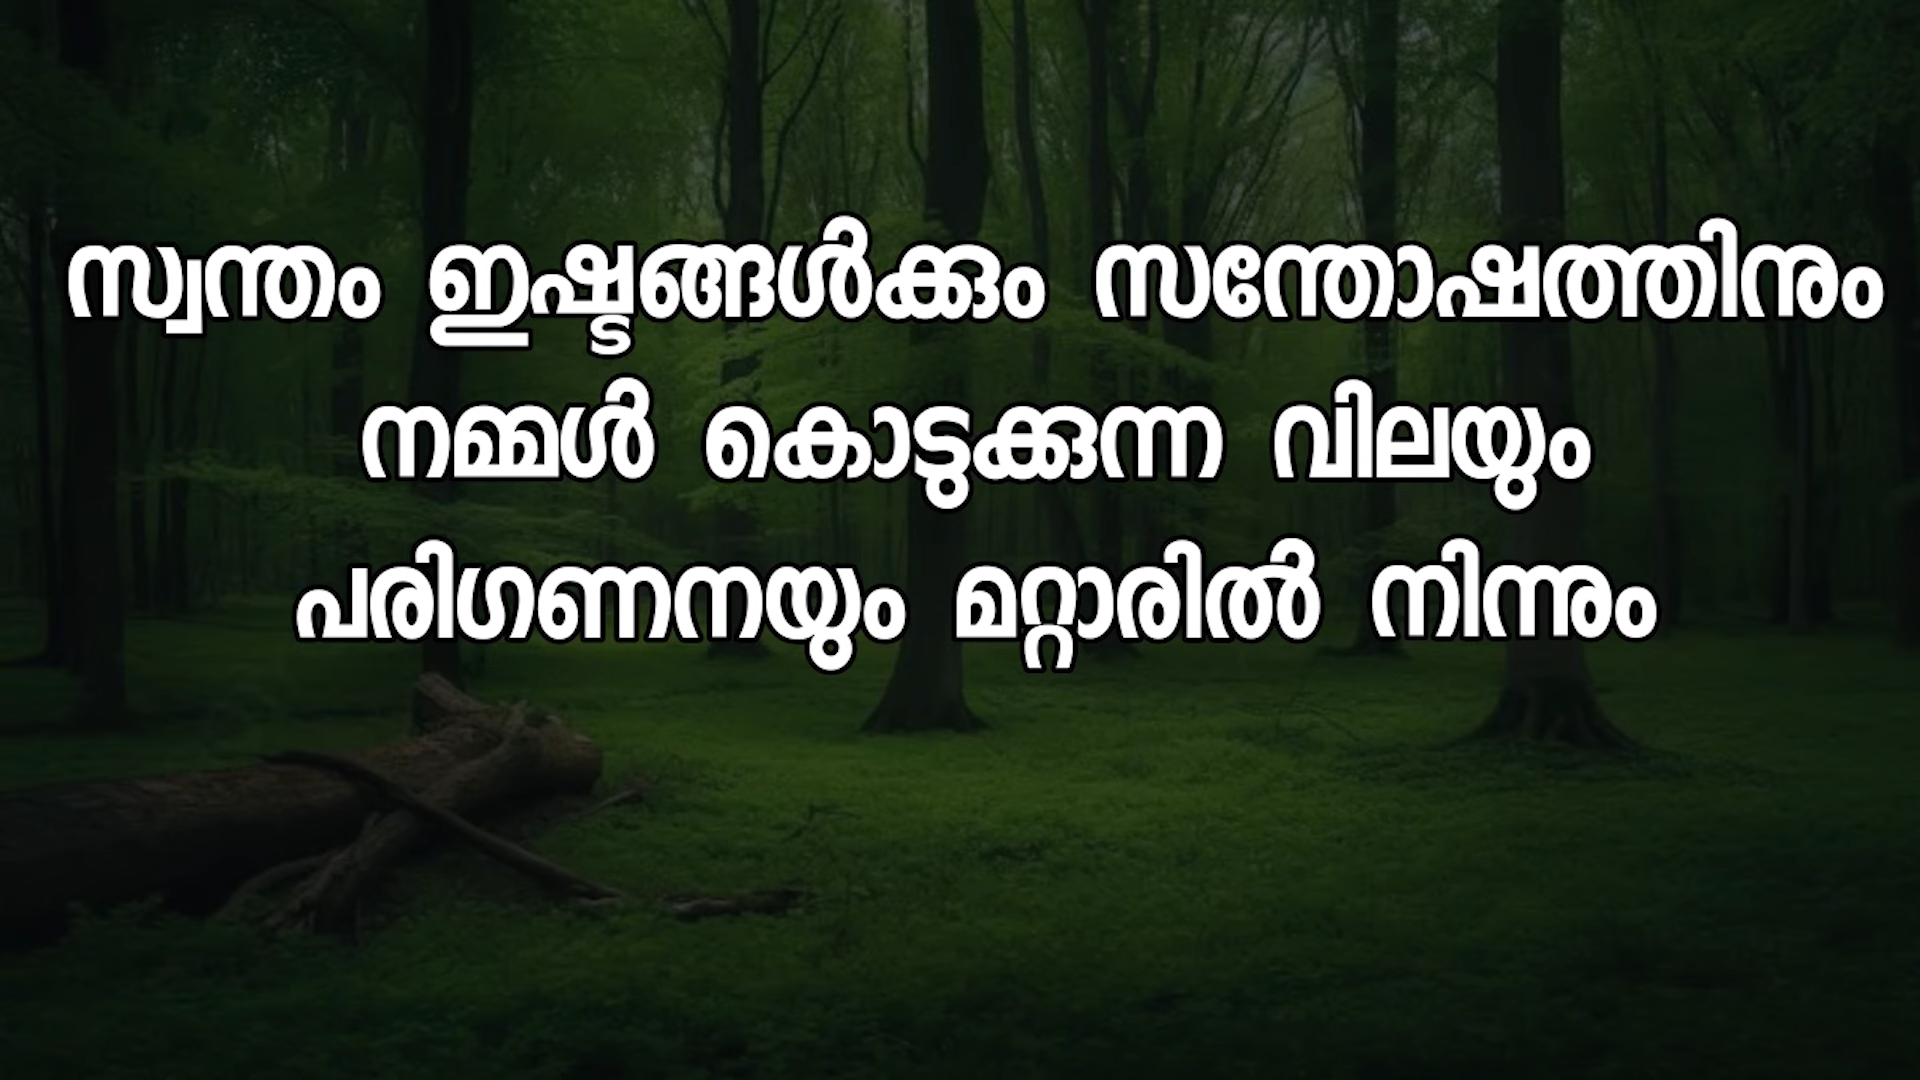 സ്വന്തം ഇഷ്ടങ്ങൾക്കും സന്തോഷത്തിനും
നമ്മൾ കൊടുക്കുന്ന വിലയും
പരിഗണനയും മറ്റാരിൽ നിന്നും